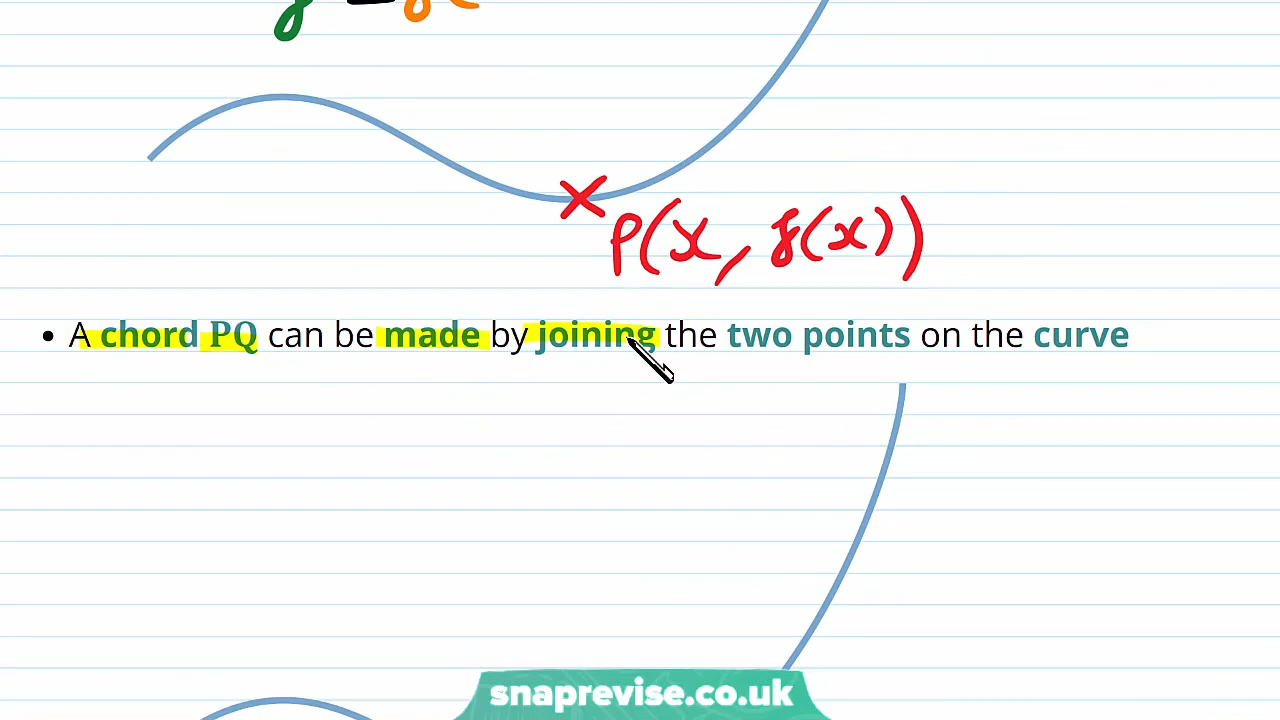 P(x, f(x))
• A chord PQ can be made by joining the two points on the curve
snaprevise.co.uk